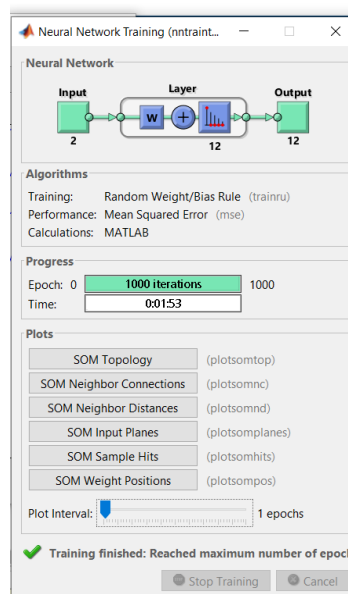 Neural Network Training (nntraint...
Neural Network
Input
Layer
Output
W
+
2
12
12
Algorithms
Training: Random Weight/Bias Rule (trainru)
Performance: Mean Squared Error (mse)
Calculations: MATLAB
Progress
Epoch: 0 1000 iterations 1000
Time: 0:01:53
Plots
SOM Topology (plotsomtop)
SOM Neighbor Connections (plotsomnc)
SOM Neighbor Distances (plotsomnd)
SOM Input Planes (plotsomplanes)
SOM Sample Hits (plotsomhits)
SOM Weight Positions (plotsompos)
Plot Interval: 1 epochs
Training finished: Reached maximum number of epocl
Stop Training Cancel